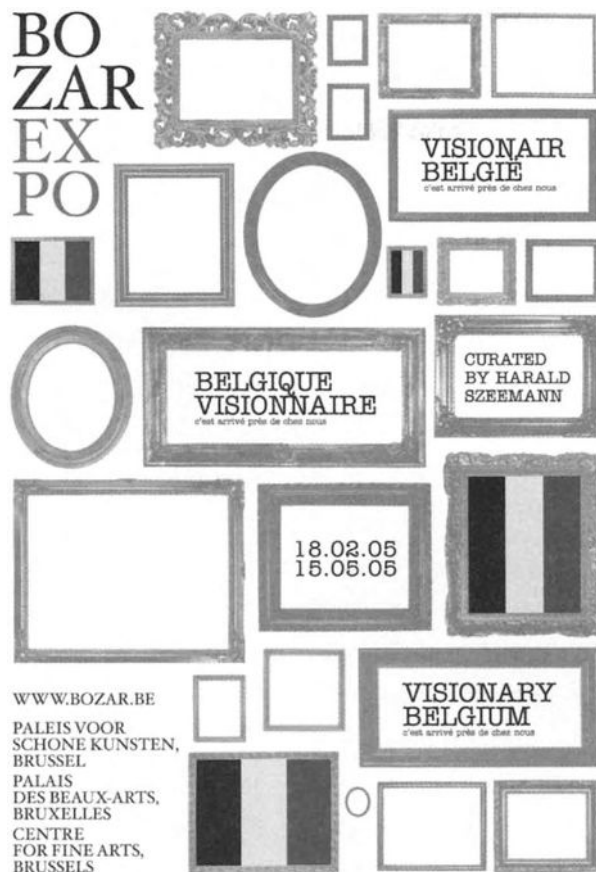 BO
ZAR
EX
PO
VISIONAIR
BELGIË
c'est arrivé près de chez nous
BELGIQUE
VISIONNAIRE
c'est arrivé près de chez nous
CURATED
BY HARALD
SZEEMANN
18.02.05
15.05.05
VISIONARY
BELGIUM
c'est arrivé près de chez nous
WWW.BOZAR.BE
PALEIS VOOR
SCHONE KUNSTEN,
BRUSSEL
PALAIS
DES BEAUX-ARTS,
BRUXELLES
CENTRE
FOR FINE ARTS,
BRUSSELS